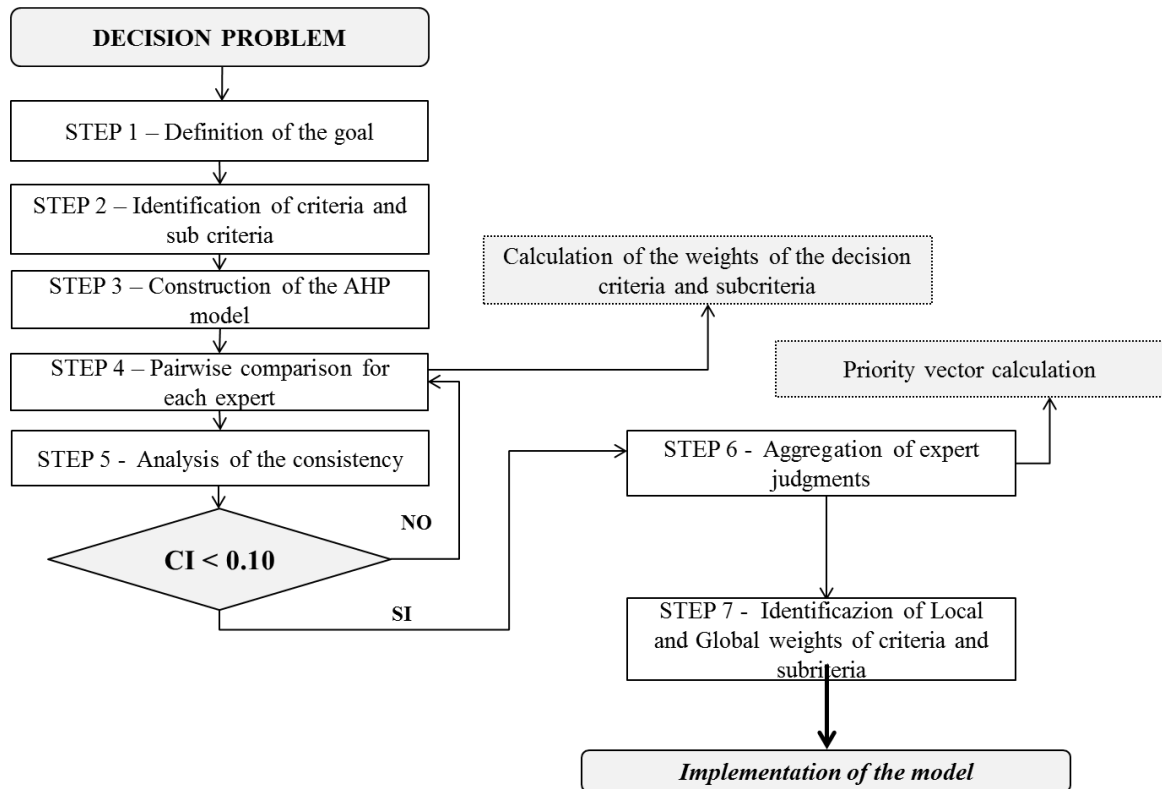 DECISION PROBLEM
STEP 1 – Definition of the goal
STEP 2 – Identification of criteria and
sub criteria
STEP 3 – Construction of the AHP
model
STEP 4 – Pairwise comparison for
each expert
STEP 5 - Analysis of the consistency
CI < 0.10
NO
SI
Calculation of the weights of the decision
criteria and subcriteria
Priority vector calculation
STEP 6 - Aggregation of expert
judgments
STEP 7 - Identificazion of Local
and Global weights of criteria and
subriteria
Implementation of the model